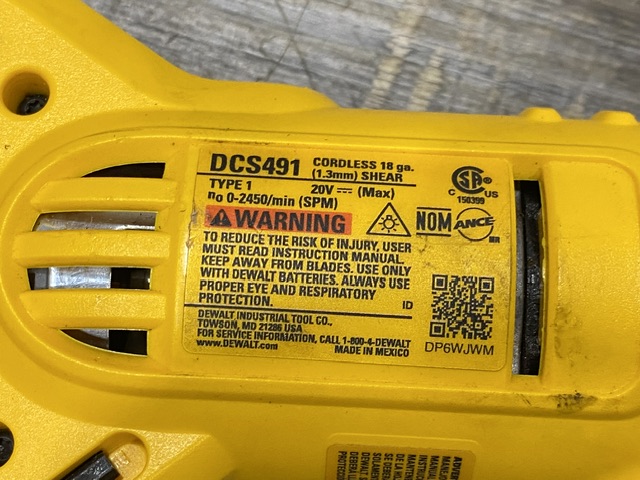 DCS491 CORDLESS 18 ga.
(1.3mm) SHEAR
TYPE 1 20V ⎓ (Max)
no 0-2450/min (SPM)
WARNING
TO REDUCE THE RISK OF INJURY, USER
MUST READ INSTRUCTION MANUAL.
KEEP AWAY FROM BLADES. USE ONLY
WITH DEWALT BATTERIES. ALWAYS USE
PROPER EYE AND RESPIRATORY
PROTECTION.
ID
DEWALT INDUSTRIAL TOOL CO.,
TOWSON, MD 21286 USA
FOR SERVICE INFORMATION, CALL 1-800-4-DEWALT
www.DEWALT.com MADE IN MEXICO
CSA
C US
150399
NOM ANCE
DP6WJWM